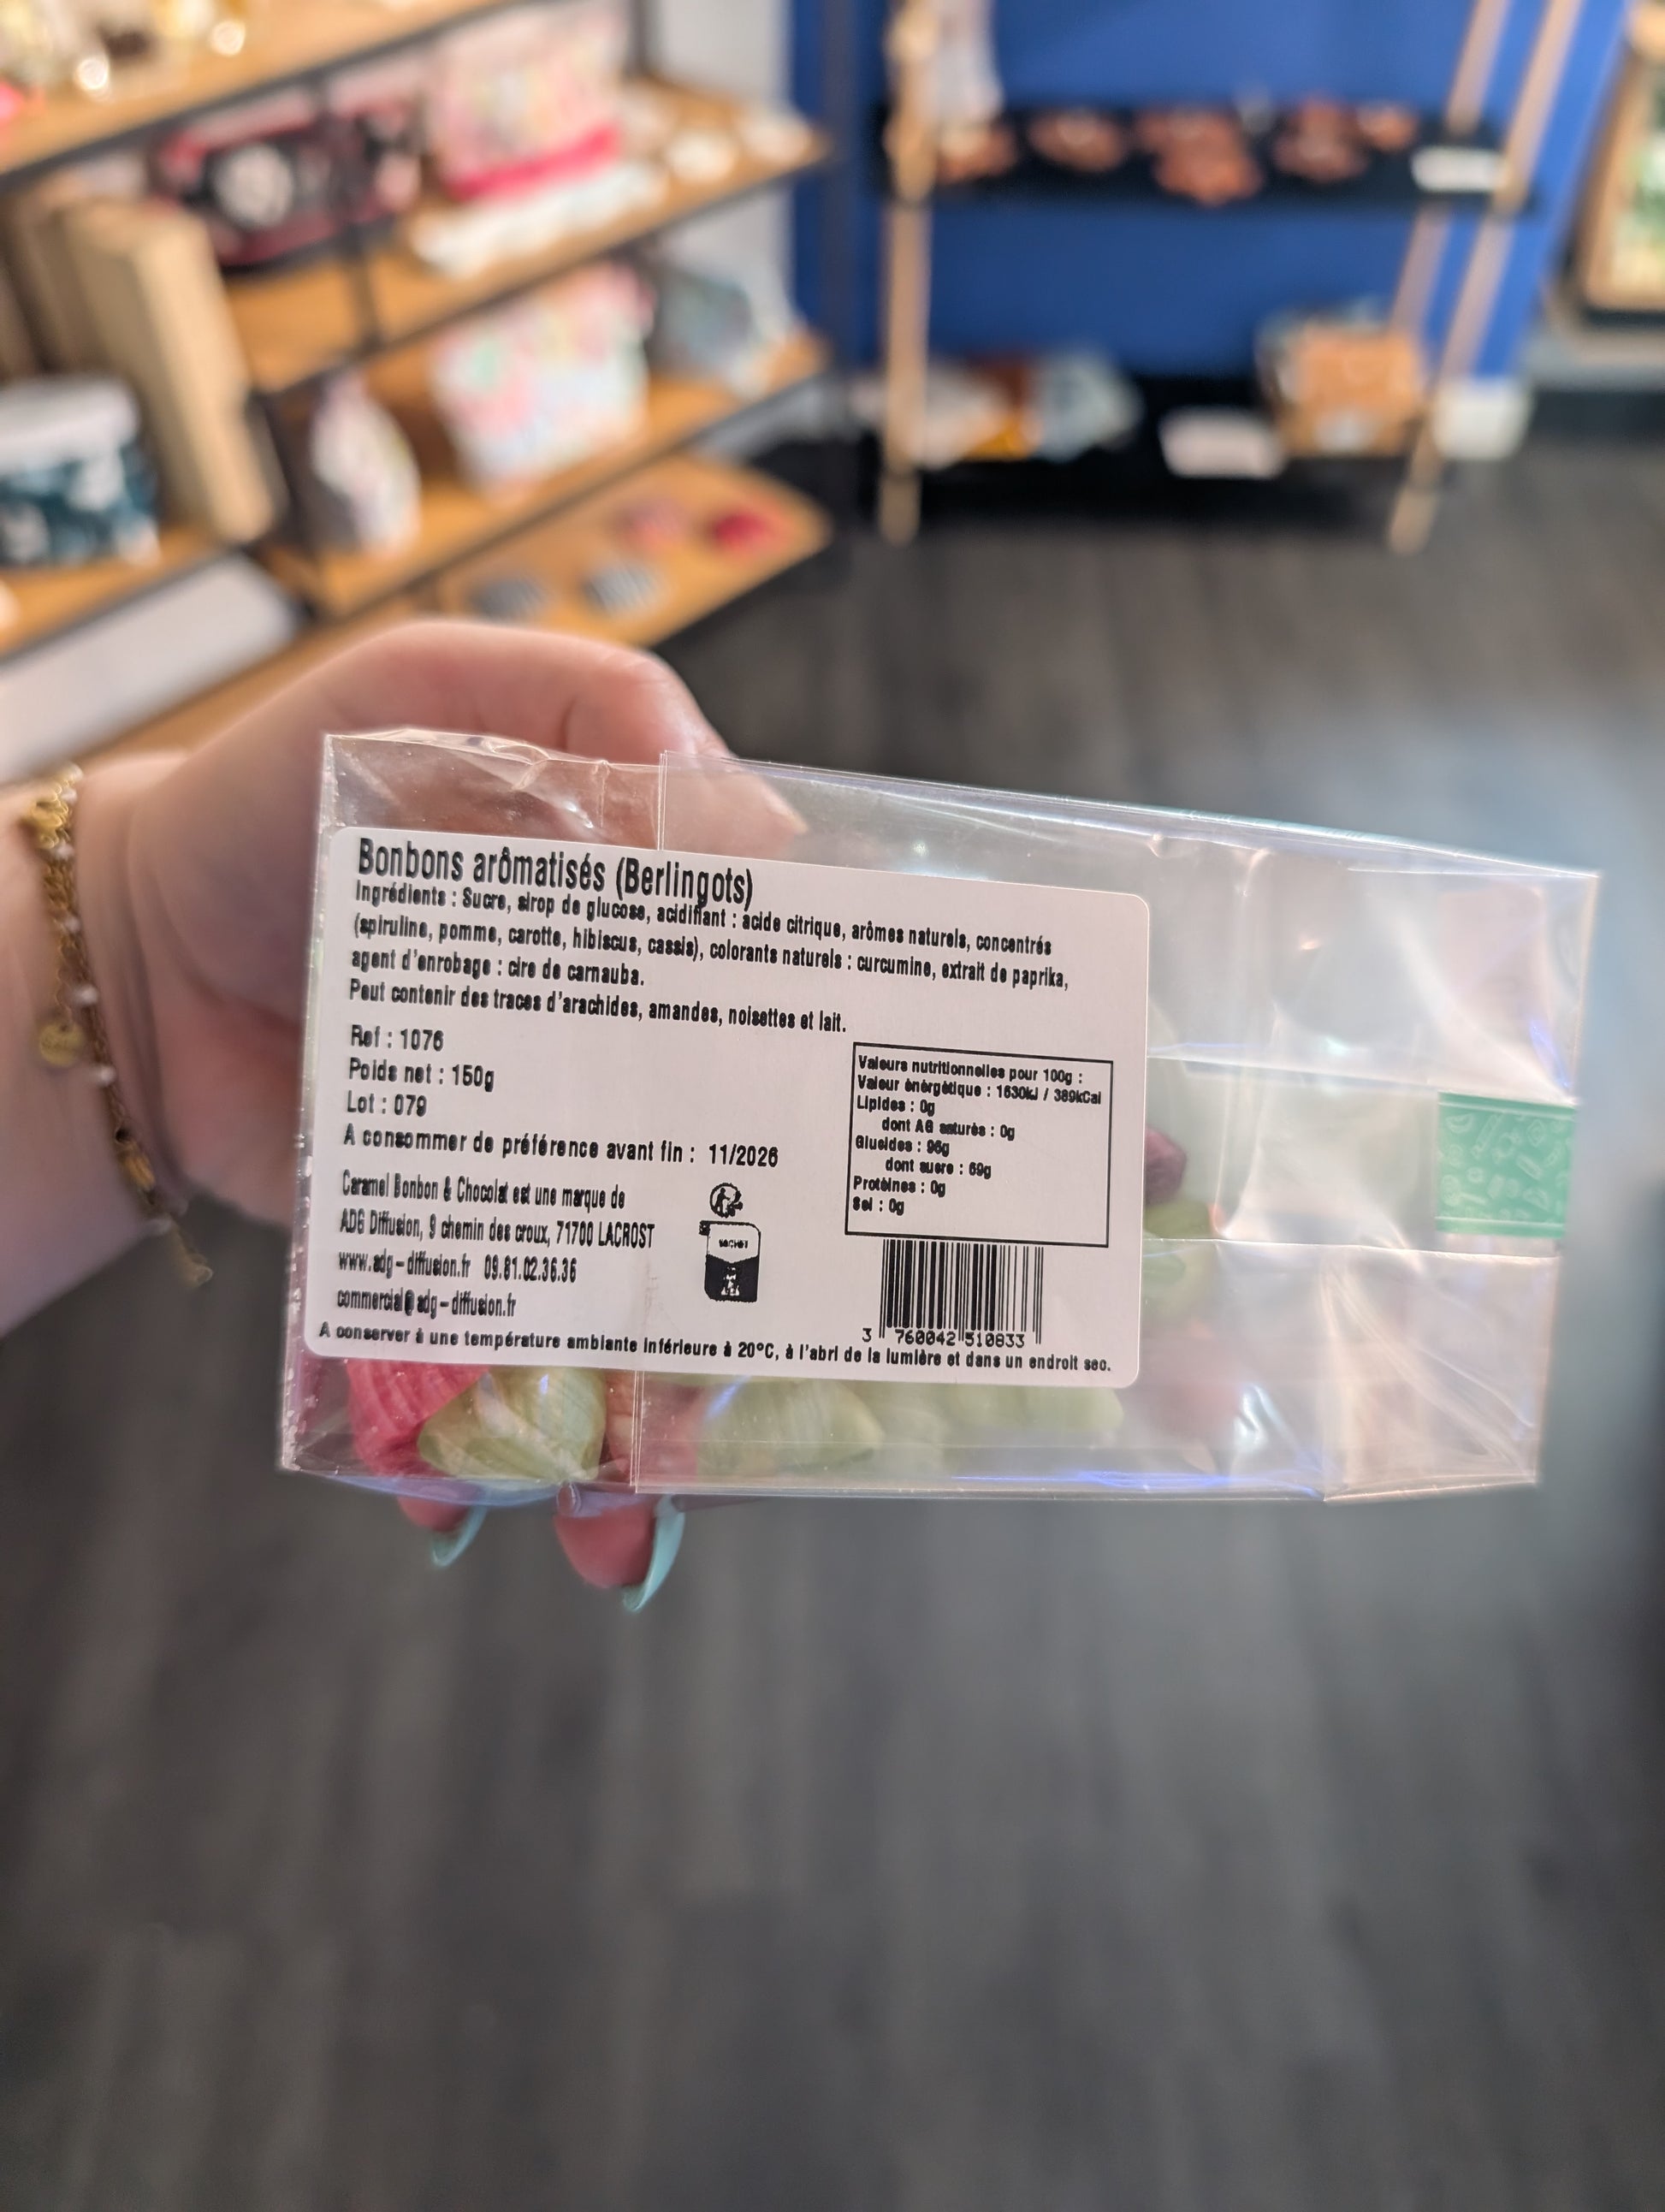 Bonbons arômatisés (Berlingots)
Ingrédients : Sucre, sirop de glucose, acidifiant : acide citrique, arômes naturels, concentrés
(spiruline, pomme, carotte, hibiscus, cassis), colorants naturels : curcumine, extrait de paprika,
agent d'enrobage : cire de carnauba.
Peut contenir des traces d'arachides, amandes, noisettes et lait.
Ref : 1076
Poids net : 150g
Lot : 079
A consommer de préférence avant fin : 11/2026
Caramel Bonbon & Chocolat est une marque de
ADG Diffusion, 9 chemin des croux, 71700 LACROST
www.adg-diffusion.fr 09.81.02.36.36
commercial@adg-diffusion.fr
SACHET
Valeurs nutritionnelles pour 100g :
Valeur énèrgétique : 1630kJ / 389kCal
Lipides : 0g
dont AG saturés : 0g
Glucides : 96g
dont sucre : 69g
Protéines : 0g
Sel : 0g
3 760042 510833
A conserver à une température ambiante inférieure à 20°C, à l'abri de la lumière et dans un endroit sec.